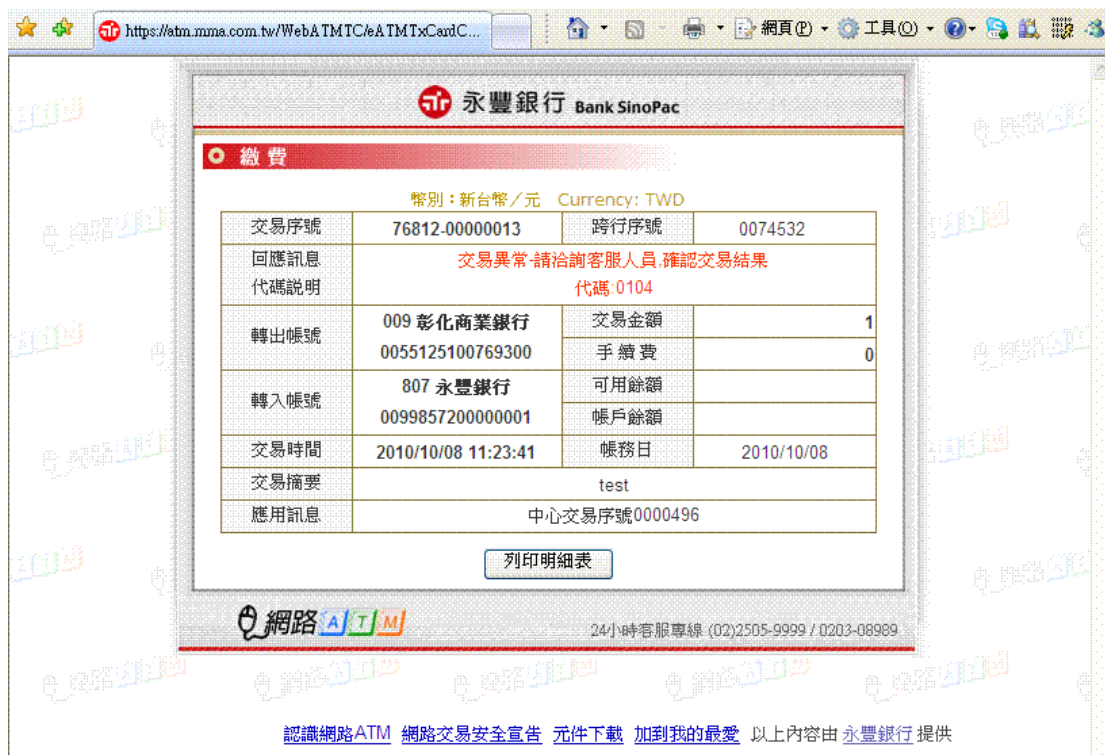 https://atm.mma.com.tw/WebATMTC/eATMTxCardC...
網頁(P)
工具(O)
永豐銀行 Bank SinoPac
繳費
幣別：新台幣／元 Currency: TWD
交易序號 76812-00000013 跨行序號 0074532
回應訊息 交易異常-請洽詢客服人員,確認交易結果
代碼說明 代碼:0104
轉出帳號 009 彰化商業銀行 交易金額 1
0055125100769300 手續費 0
轉入帳號 807 永豐銀行 可用餘額
0099857200000001 帳戶餘額
交易時間 2010/10/08 11:23:41 帳務日 2010/10/08
交易摘要 test
應用訊息 中心交易序號0000496
列印明細表
網路ATM
24小時客服專線 (02)2505-9999 / 0203-08989
認識網路ATM 網路交易安全宣告 元件下載 加到我的最愛 以上內容由 永豐銀行 提供